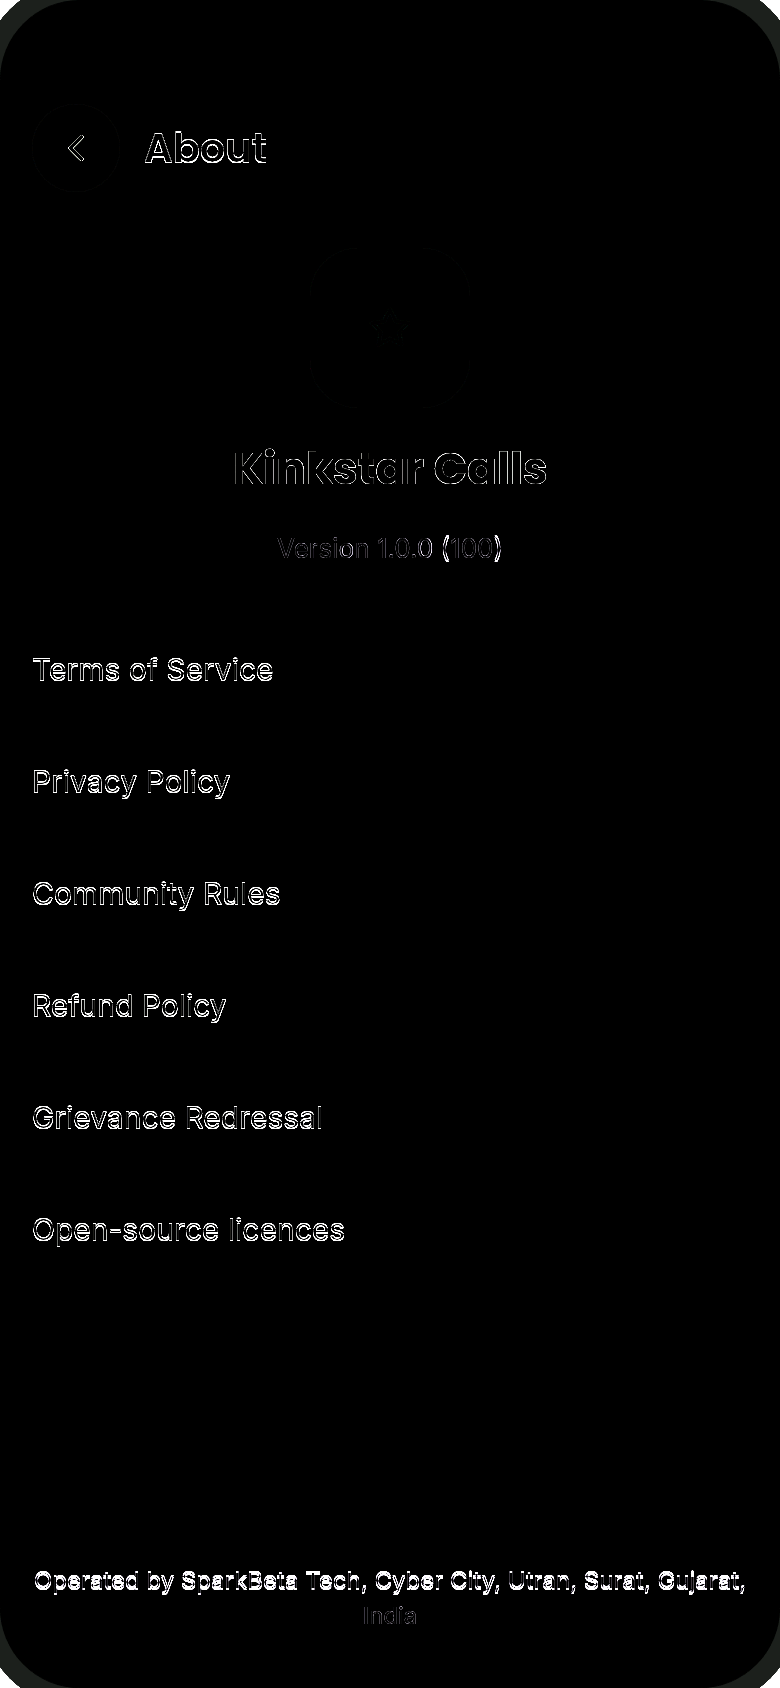 About
Kinkstar Calls
Version 1.0.0 (100)
Terms of Service
Privacy Policy
Community Rules
Refund Policy
Grievance Redressal
Open-source licences
Operated by SparkBeta Tech, Cyber City, Utran, Surat, Gujarat,
India